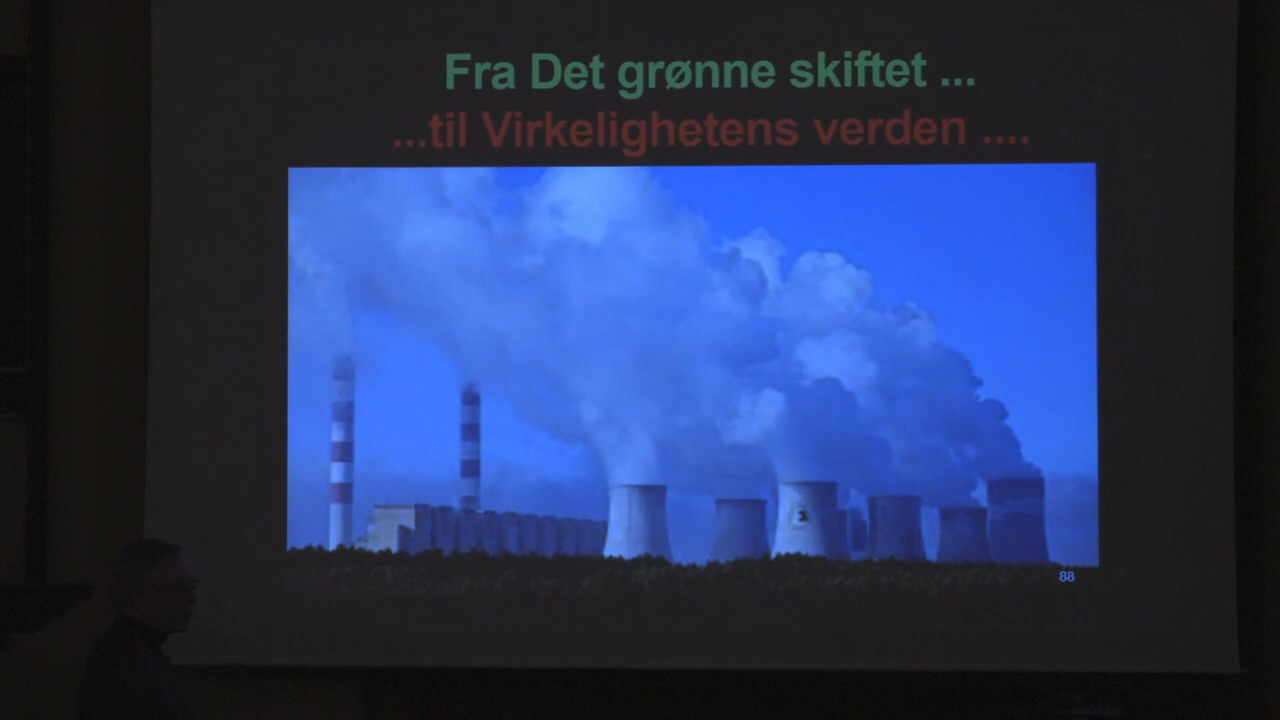 Fra Det grønne skiftet ...
...til Virkelighetens verden ....
88